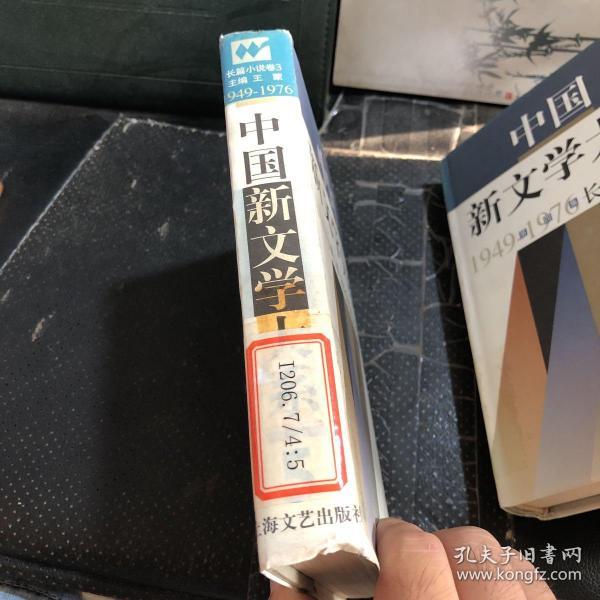 长篇小说卷3
主编 王蒙
949-1976
中国新文学大
I206.7/4:5
上海文艺出版社
中国
新文学大
1949-1976
长
孔夫子旧书网
www.kongfz.com